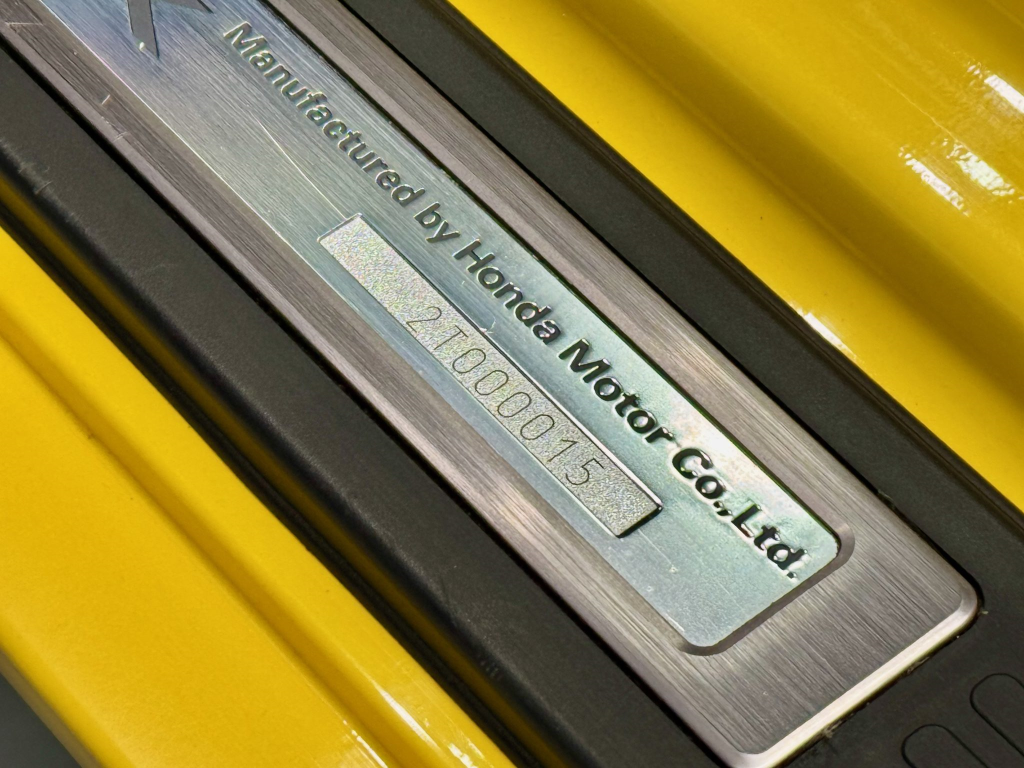 Manufactured by Honda Motor Co.,Ltd.
2T000015